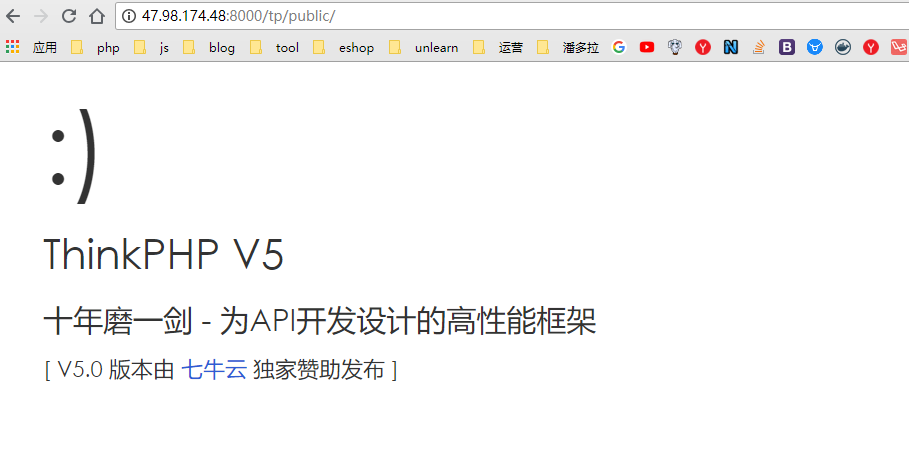 47.98.174.48:8000/tp/public/
应用 php js blog tool eshop unlearn 运营 潘多拉
:)
ThinkPHP V5
十年磨一剑 - 为API开发设计的高性能框架
[ V5.0 版本由 七牛云 独家赞助发布 ]